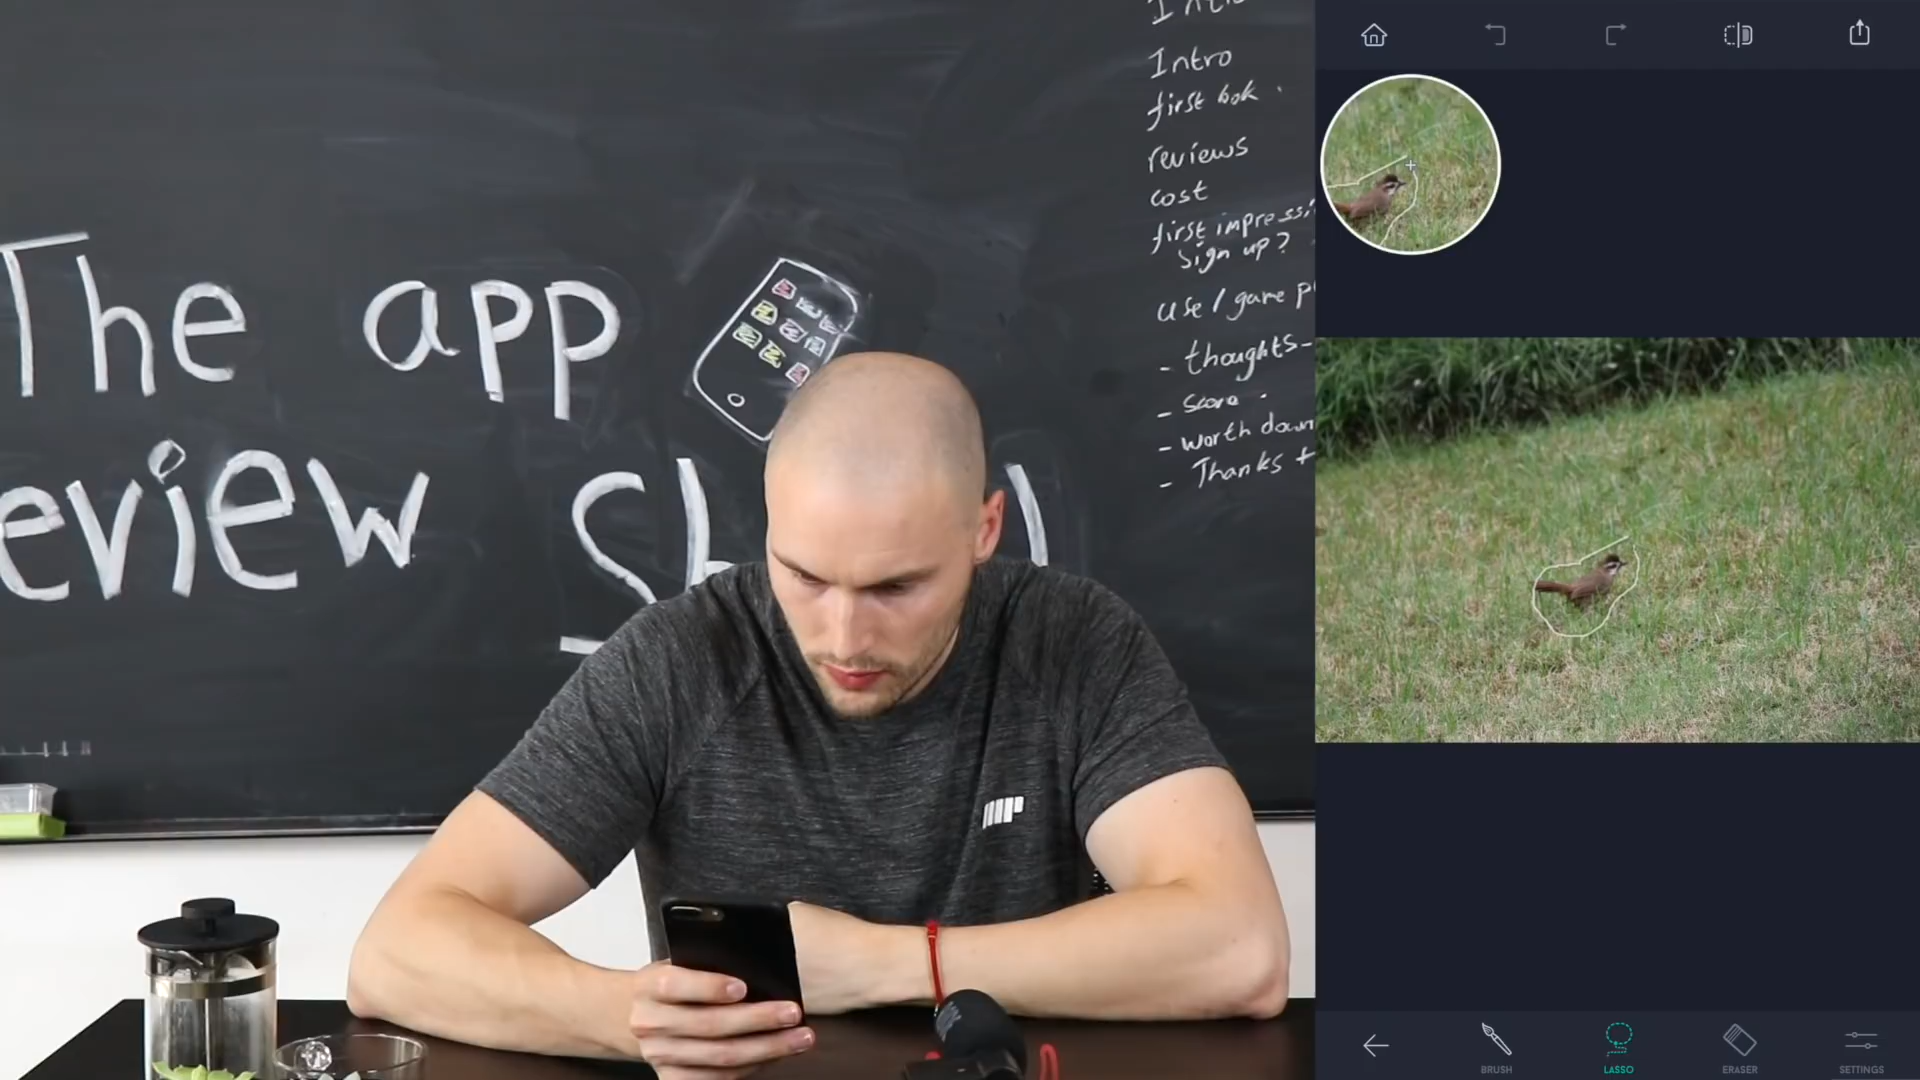 The app
eview
Intro
first look
reviews
cost
first impressi
Sign up?
use / game p
- thoughts -
- Score
- worth down
- Thanks +
BRUSH
LASSO
ERASER
SETTINGS